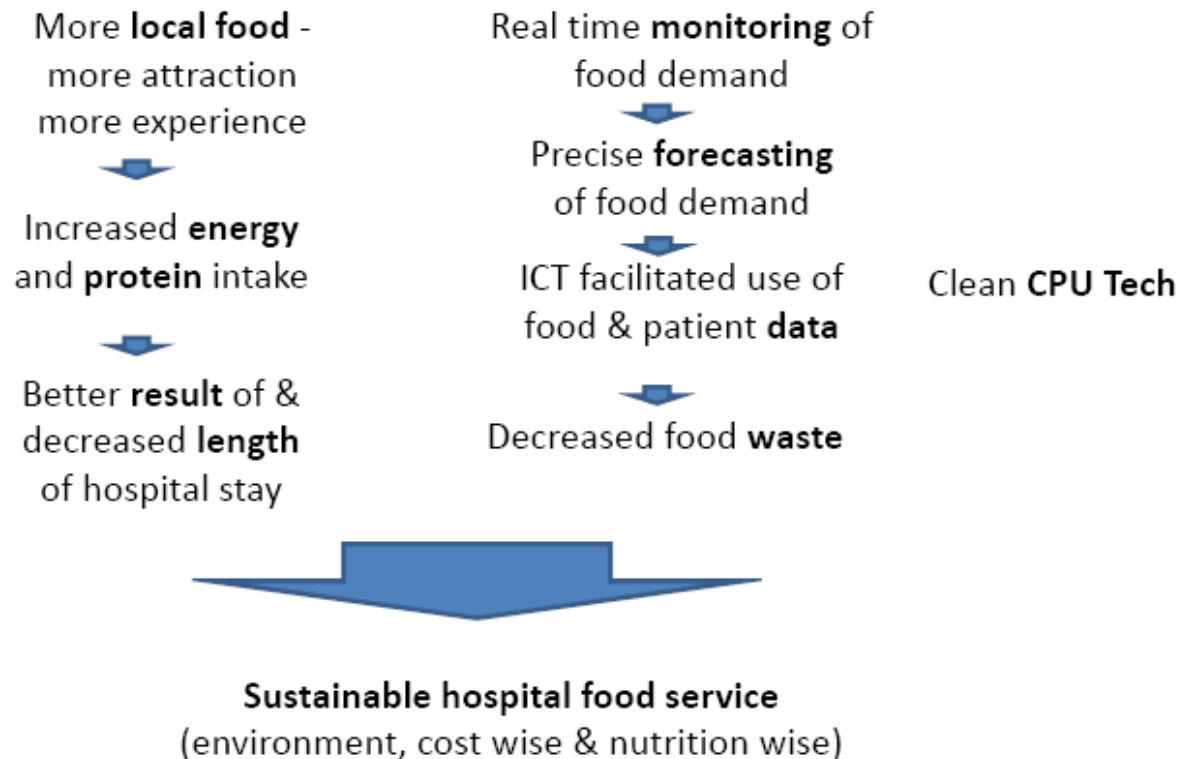 More local food -
more attraction
more experience
Increased energy
and protein intake
Better result of &
decreased length
of hospital stay
Real time monitoring of
food demand
Precise forecasting
of food demand
ICT facilitated use of
food & patient data
Decreased food waste
Clean CPU Tech
Sustainable hospital food service
(environment, cost wise & nutrition wise)